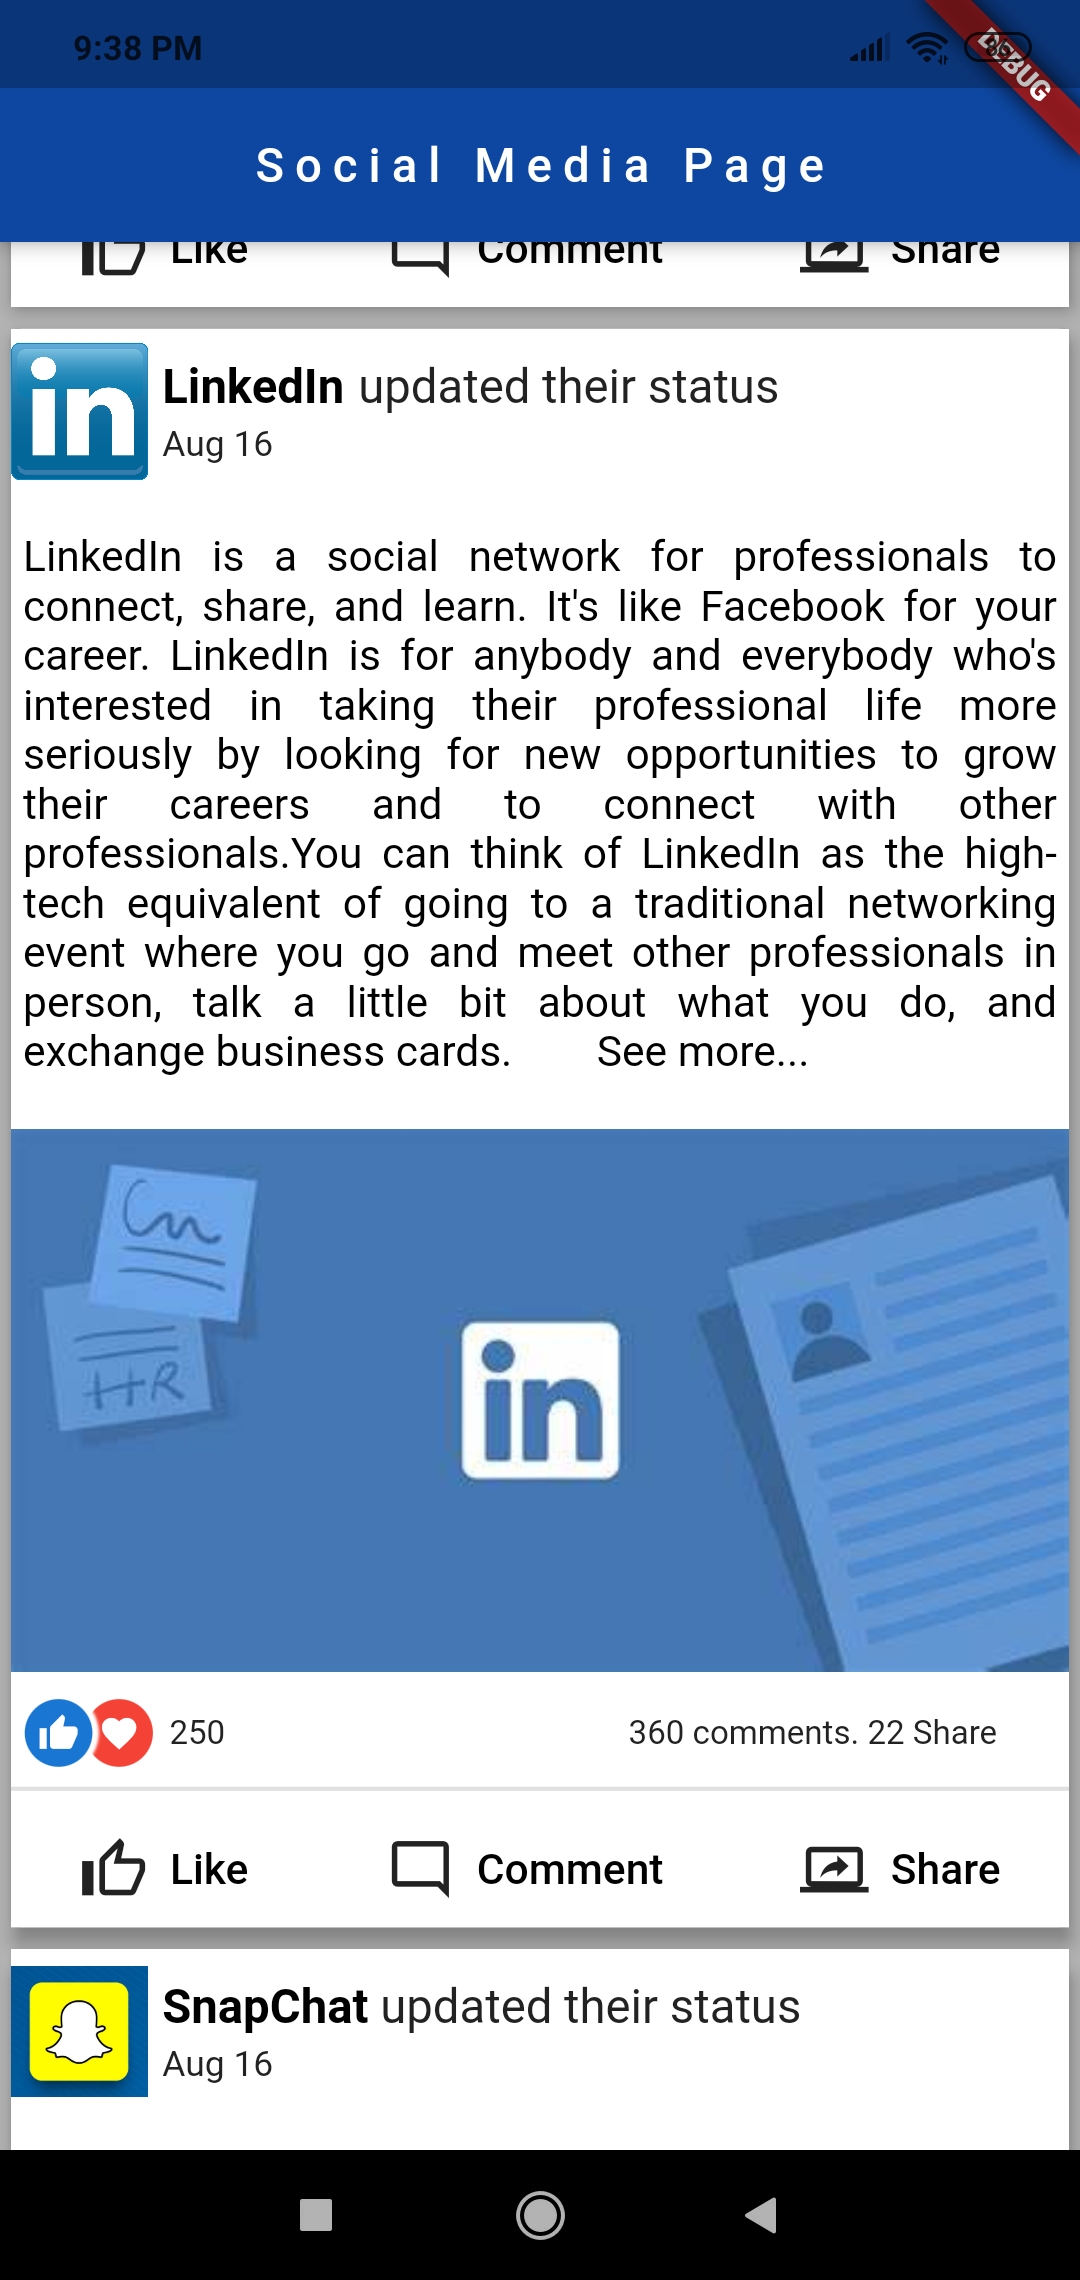 9:38 PM
DEBUG
Social Media Page
Like Comment Share
in LinkedIn updated their status
Aug 16
LinkedIn is a social network for professionals to
connect, share, and learn. It's like Facebook for your
career. LinkedIn is for anybody and everybody who's
interested in taking their professional life more
seriously by looking for new opportunities to grow
their careers and to connect with other
professionals.You can think of LinkedIn as the high-
tech equivalent of going to a traditional networking
event where you go and meet other professionals in
person, talk a little bit about what you do, and
exchange business cards. See more...
HR
in
250 360 comments. 22 Share
Like Comment Share
SnapChat updated their status
Aug 16